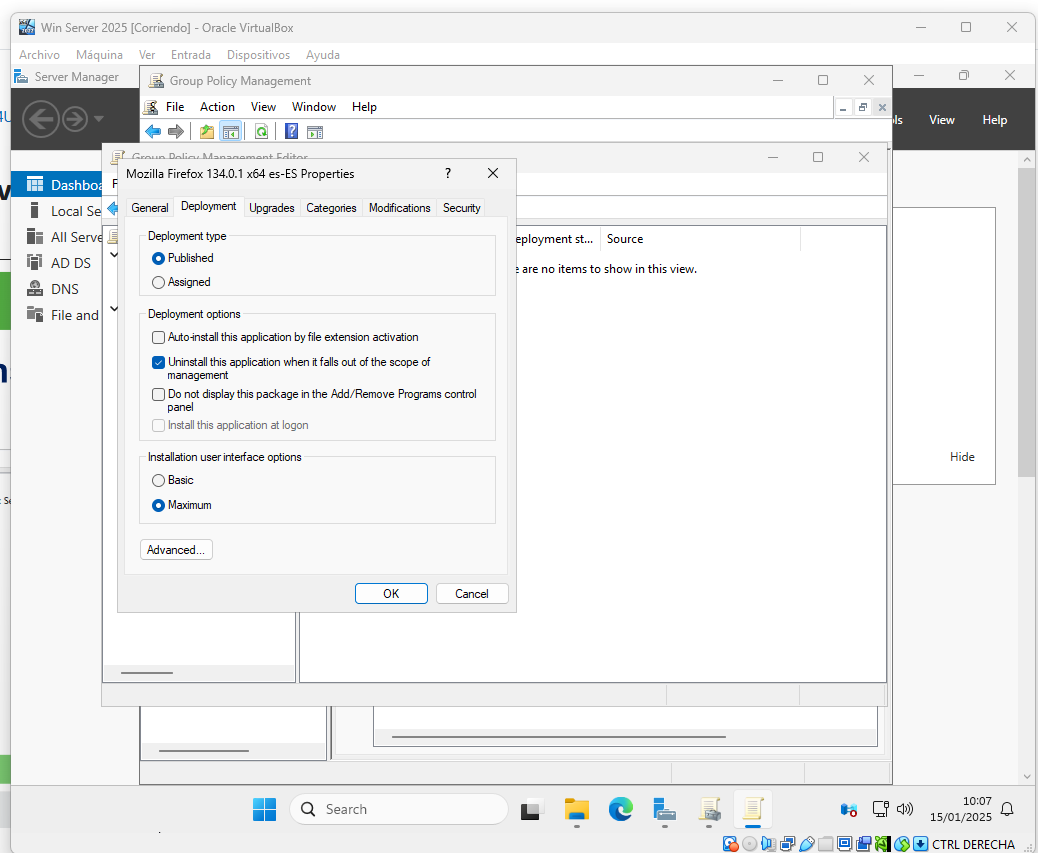 Win Server 2025 [Corriendo] - Oracle VirtualBox
Archivo Máquina Ver Entrada Dispositivos Ayuda
Server Manager
Group Policy Management
File Action View Window Help
View Help
Group Policy Management Editor
Mozilla Firefox 134.0.1 x64 es-ES Properties
?
General Deployment Upgrades Categories Modifications Security
Dashboa
Local Se
All Serve
AD DS
DNS
File and
Deployment type
Published
Assigned
Deployment options
Auto-install this application by file extension activation
Uninstall this application when it falls out of the scope of
management
Do not display this package in the Add/Remove Programs control
panel
Install this application at logon
Installation user interface options
Basic
Maximum
Advanced...
OK Cancel
eployment st... Source
e are no items to show in this view.
Hide
Search
10:07
15/01/2025
CTRL DERECHA